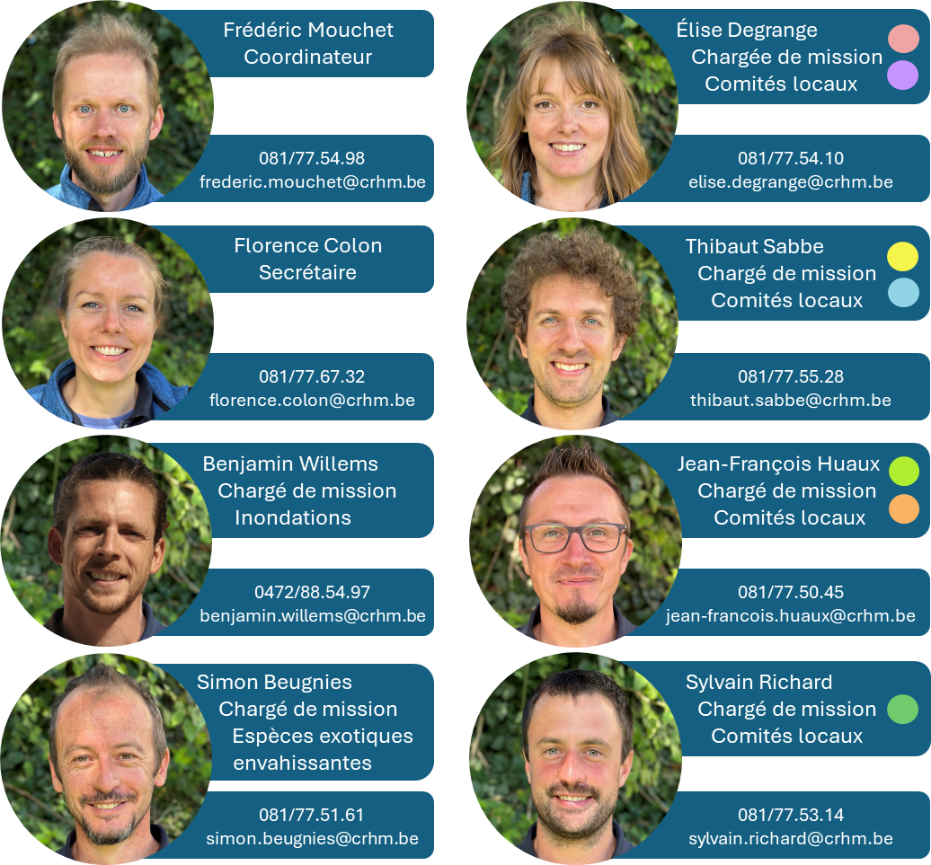 Frédéric Mouchet
Coordinateur
081/77.54.98
frederic.mouchet@crhm.be
Élise Degrange
Chargée de mission
Comités locaux
081/77.54.10
elise.degrange@crhm.be
Florence Colon
Secrétaire
081/77.67.32
florence.colon@crhm.be
Thibaut Sabbe
Chargé de mission
Comités locaux
081/77.55.28
thibaut.sabbe@crhm.be
Benjamin Willems
Chargé de mission
Inondations
0472/88.54.97
benjamin.willems@crhm.be
Jean-François Huaux
Chargé de mission
Comités locaux
081/77.50.45
jean-francois.huaux@crhm.be
Simon Beugnies
Chargé de mission
Espèces exotiques
envahissantes
081/77.51.61
simon.beugnies@crhm.be
Sylvain Richard
Chargé de mission
Comités locaux
081/77.53.14
sylvain.richard@crhm.be